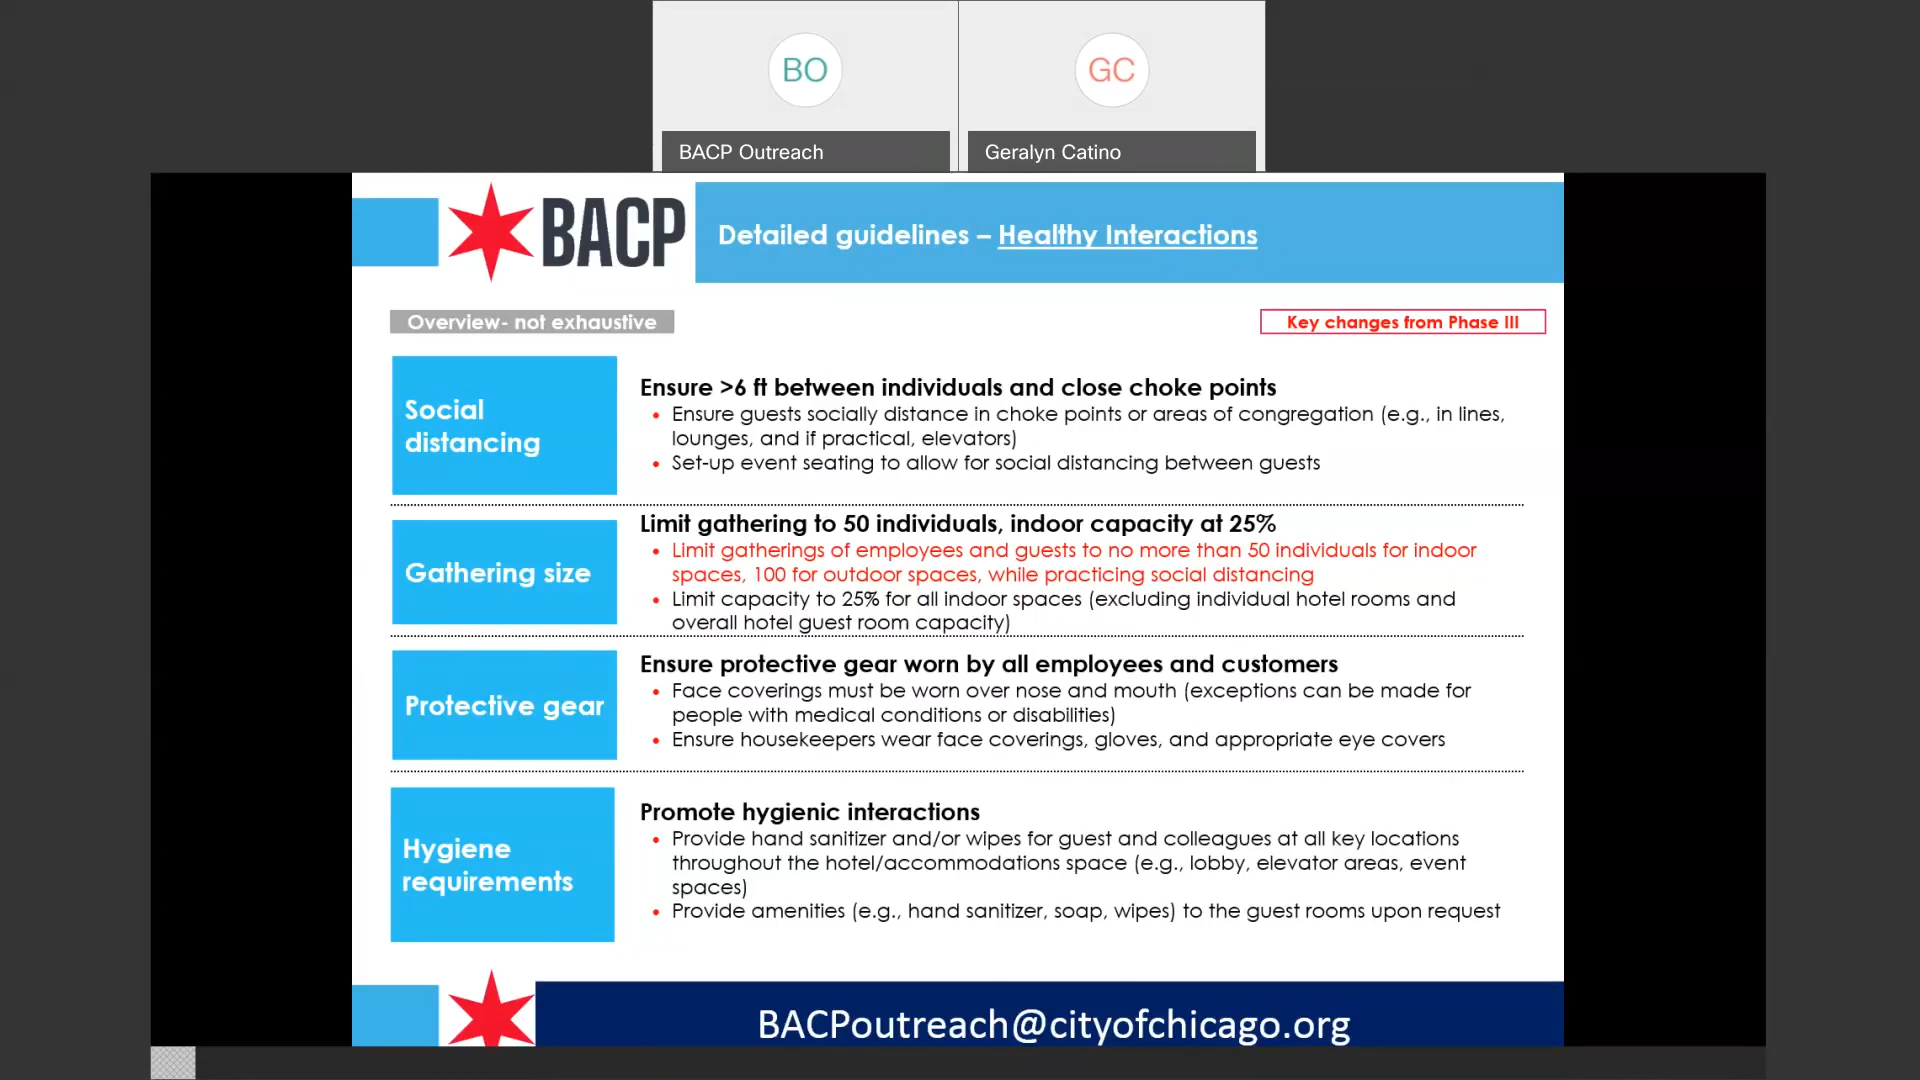 BO
GC
BACP Outreach
Geralyn Catino
BACP
Detailed guidelines – Healthy Interactions
Overview- not exhaustive
Key changes from Phase III
Social
distancing
Ensure >6 ft between individuals and close choke points
• Ensure guests socially distance in choke points or areas of congregation (e.g., in lines,
lounges, and if practical, elevators)
• Set-up event seating to allow for social distancing between guests
Gathering size
Limit gathering to 50 individuals, indoor capacity at 25%
• Limit gatherings of employees and guests to no more than 50 individuals for indoor
spaces, 100 for outdoor spaces, while practicing social distancing
• Limit capacity to 25% for all indoor spaces (excluding individual hotel rooms and
overall hotel guest room capacity)
Protective gear
Ensure protective gear worn by all employees and customers
• Face coverings must be worn over nose and mouth (exceptions can be made for
people with medical conditions or disabilities)
• Ensure housekeepers wear face coverings, gloves, and appropriate eye covers
Hygiene
requirements
Promote hygienic interactions
• Provide hand sanitizer and/or wipes for guest and colleagues at all key locations
throughout the hotel/accommodations space (e.g., lobby, elevator areas, event
spaces)
• Provide amenities (e.g., hand sanitizer, soap, wipes) to the guest rooms upon request
BACPoutreach@cityofchicago.org